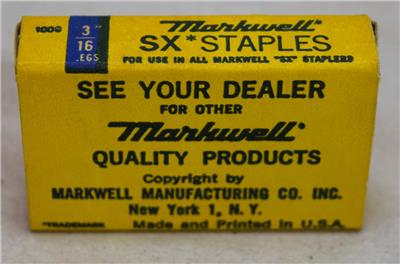 1000 3" Markwell
16 SX* STAPLES
LEGS FOR USE IN ALL MARKWELL "SX" STAPLERS
SEE YOUR DEALER
FOR OTHER
Markwell
QUALITY PRODUCTS
Copyright by
MARKWELL MANUFACTURING CO. INC.
New York 1, N. Y.
*TRADEMARK Made and Printed in U.S.A.